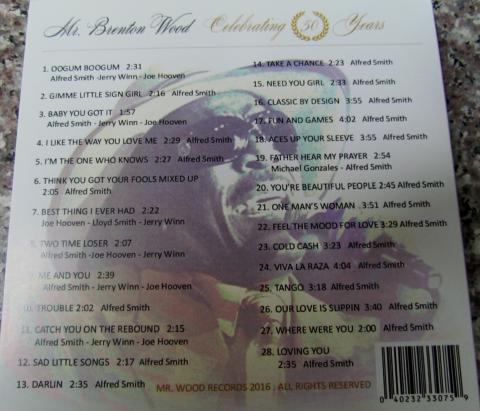 Mr. Brenton Wood Celebrating 50 Years
1. OOGUM BOOGUM 2:31
Alfred Smith - Jerry Winn - Joe Hooven
2. GIMME LITTLE SIGN GIRL 2:16 Alfred Smith
3. BABY YOU GOT IT 1:57
Alfred Smith - Jerry Winn - Joe Hooven
4. I LIKE THE WAY YOU LOVE ME 2:29 Alfred Smith
5. I'M THE ONE WHO KNOWS 2:27 Alfred Smith
6. THINK YOU GOT YOUR FOOLS MIXED UP
2:05 Alfred Smith
7. BEST THING I EVER HAD 2:22
Joe Hooven - Lloyd Smith - Jerry Winn
8. TWO TIME LOSER 2:07
Alfred Smith -Joe Hooven- Jerry Winn
ME AND YOU 2:39
Alfred Smith - Jerry Winn - Joe Hooven
10. TROUBLE 2:02 Alfred Smith
11. CATCH YOU ON THE REBOUND 2:15
Alfred Smith - Jerry Winn - Joe Hooven
12. SAD LITTLE SONGS 2:17 Alfred Smith
13. DARLIN 2:35 Alfred Smith
14. TAKE A CHANCE 2:23 Alfred Smith
15. NEED YOU GIRL 2:33 Alfred Smith
16. CLASSIC BY DESIGN 3:55 Alfred Smith
17. FUN AND GAMES 4:02 Alfred Smith
18. ACES UP YOUR SLEEVE 3:55 Alfred Smith
19. FATHER HEAR MY PRAYER 2:54
Michael Gonzales - Alfred Smith
20. YOU'RE BEAUTIFUL PEOPLE 2:45 Alfred Smith
21. ONE MAN'S WOMAN 3:51 Alfred Smith
22. FEEL THE MOOD FOR LOVE 3:29 Alfred Smith
23. COLD CASH 3:23 Alfred Smith
24. VIVA LA RAZA 4:04 Alfred Smith
25. TANGO 3:18 Alfred Smith
26. OUR LOVE IS SLIPPIN 3:40 Alfred Smith
27. WHERE WERE YOU 2:00 Alfred Smith
28. LOVING YOU
2:35 Alfred Smith
MR. WOOD RECORDS 2016 . ALL RIGHTS RESERVED
0 40232 33075 9